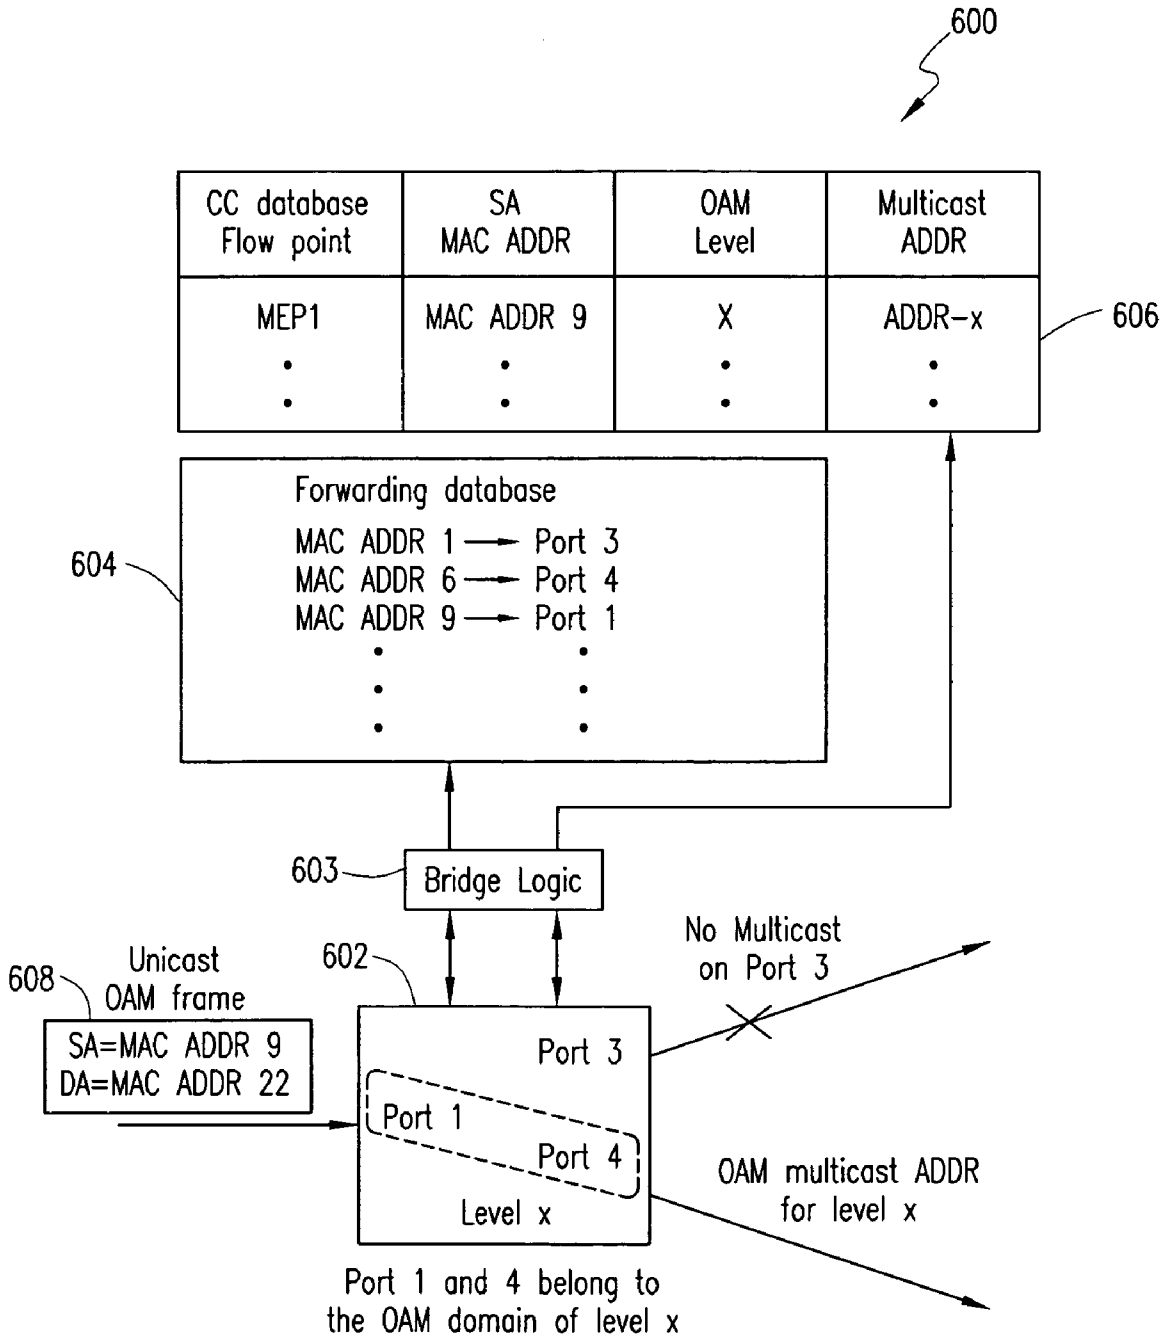 600
CC database
Flow point
SA
MAC ADDR
OAM
Level
Multicast
ADDR
MEP1
MAC ADDR 9
X
ADDR-x
606
Forwarding database
MAC ADDR 1 → Port 3
MAC ADDR 6 → Port 4
MAC ADDR 9 → Port 1
604
603
Bridge Logic
602
No Multicast
on Port 3
Unicast
OAM frame
608
SA=MAC ADDR 9
DA=MAC ADDR 22
Port 3
Port 1
Port 4
Level x
OAM multicast ADDR
for level x
Port 1 and 4 belong to
the OAM domain of level x